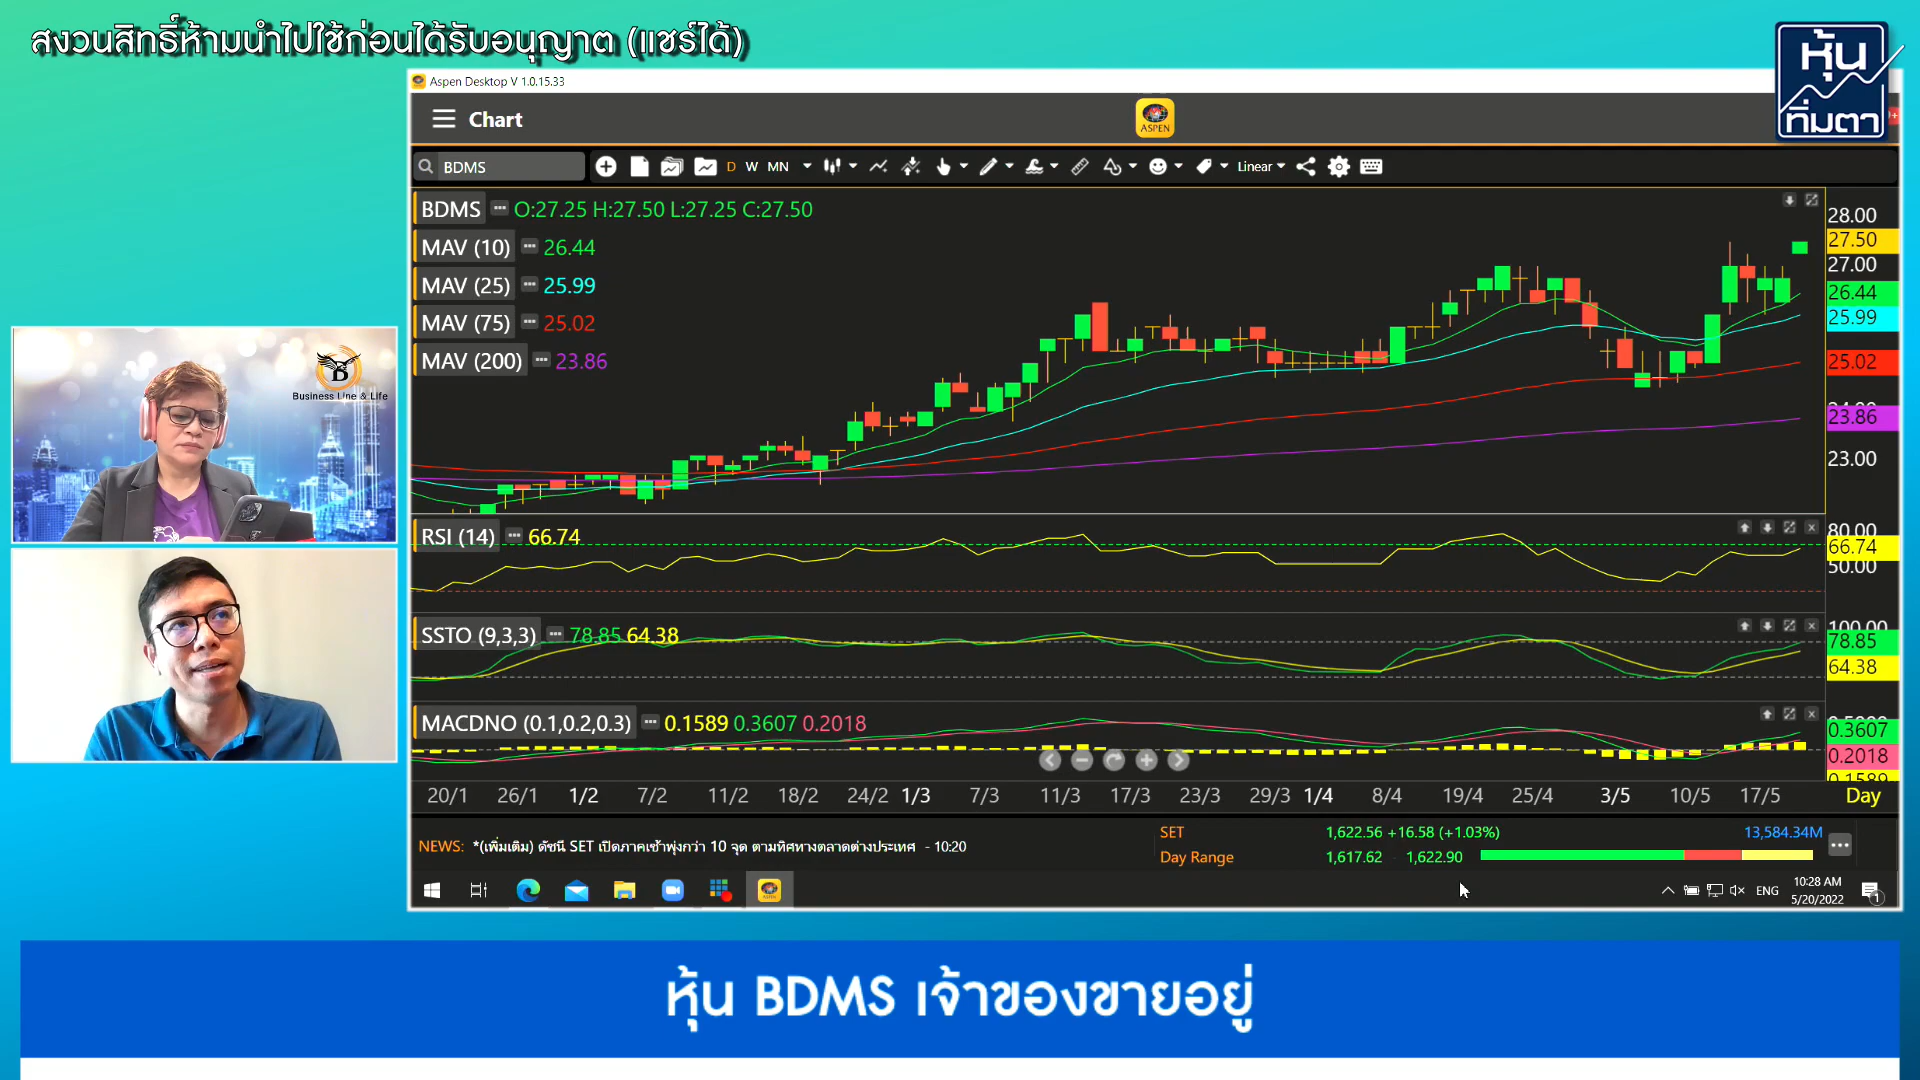 สงวนสิทธิ์ห้ามนำไปใช้ก่อนได้รับอนุญาต (แชร์ได้)
หุ้น
ทิ่มตา
Aspen Desktop V 1.0.15.33
Chart
ASPEN
BDMS
D W MN
Linear
BDMS O:27.25 H:27.50 L:27.25 C:27.50
MAV (10) 26.44
MAV (25) 25.99
MAV (75) 25.02
MAV (200) 23.86
28.00
27.50
27.00
26.44
25.99
25.02
23.86
23.00
Business Line & Life
RSI (14) 66.74
80.00
66.74
50.00
SSTO (9,3,3) 78.85 64.38
100.00
78.85
64.38
MACDNO (0.1,0.2,0.3) 0.1589 0.3607 0.2018
0.3607
0.2018
0.1589
20/1 26/1 1/2 7/2 11/2 18/2 24/2 1/3 7/3 11/3 17/3 23/3 29/3 1/4 8/4 19/4 25/4 3/5 10/5 17/5 Day
NEWS: *(เพิ่มเติม) ดัชนี SET เปิดภาคเช้าพุ่งกว่า 10 จุด ตามทิศทางตลาดต่างประเทศ - 10:20
SET 1,622.56 +16.58 (+1.03%) 13,584.34M
Day Range 1,617.62 - 1,622.90
ENG
10:28 AM
5/20/2022
1
หุ้น BDMS เจ้าของขายอยู่